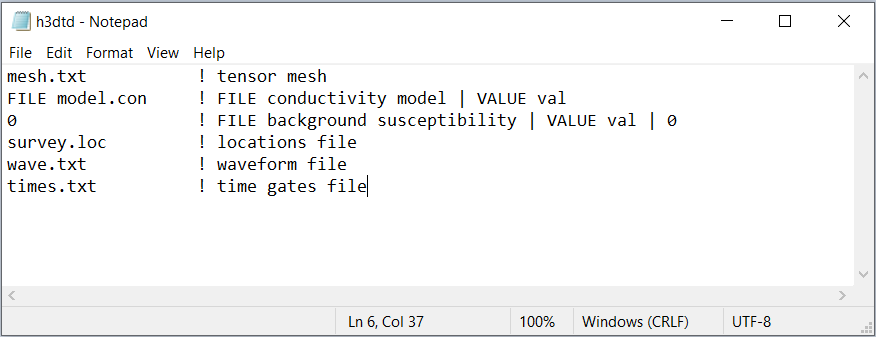 h3dtd - Notepad
File Edit Format View Help
mesh.txt ! tensor mesh
FILE model.con ! FILE conductivity model | VALUE val
0 ! FILE background susceptibility | VALUE val | 0
survey.loc ! locations file
wave.txt ! waveform file
times.txt ! time gates file
Ln 6, Col 37 100% Windows (CRLF) UTF-8